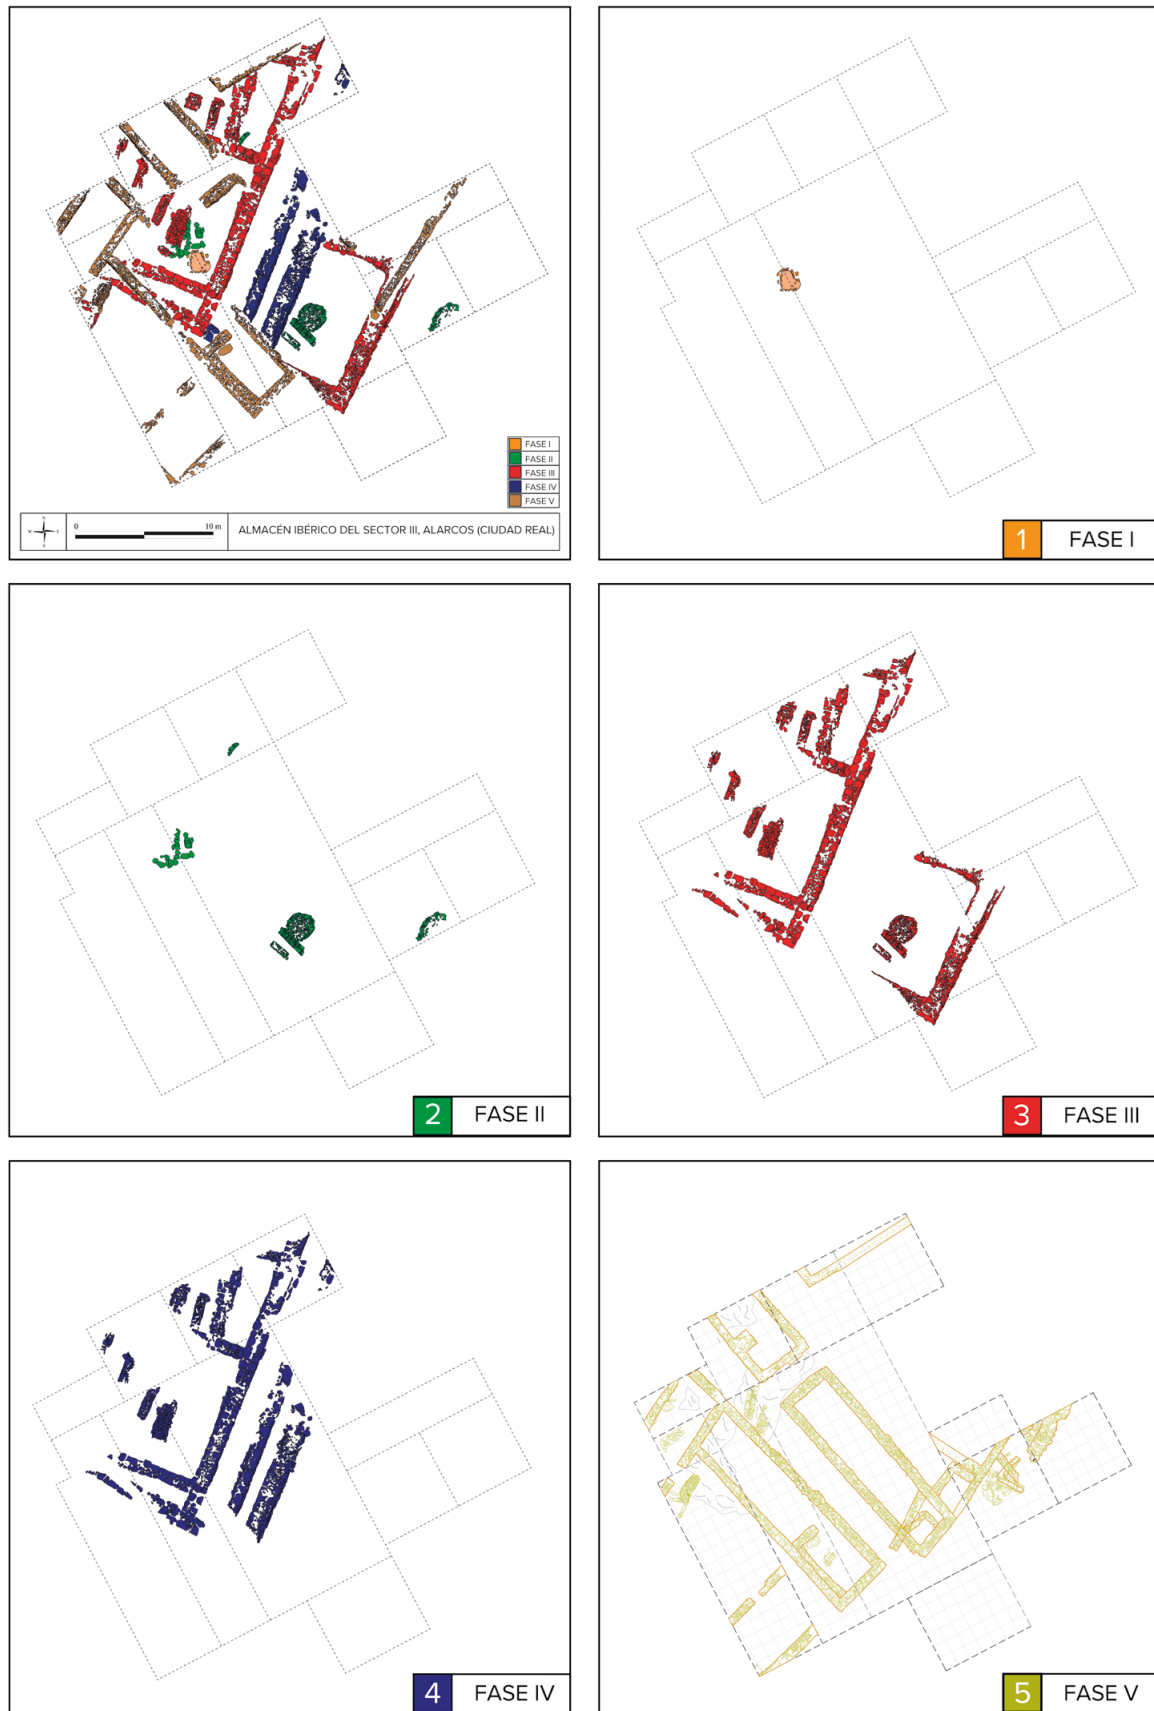 FASE I
FASE II
FASE III
FASE IV
FASE V
0 10 m
ALMACÉN IBÉRICO DEL SECTOR III, ALARCOS (CIUDAD REAL)
1 FASE I
2 FASE II
3 FASE III
4 FASE IV
5 FASE V